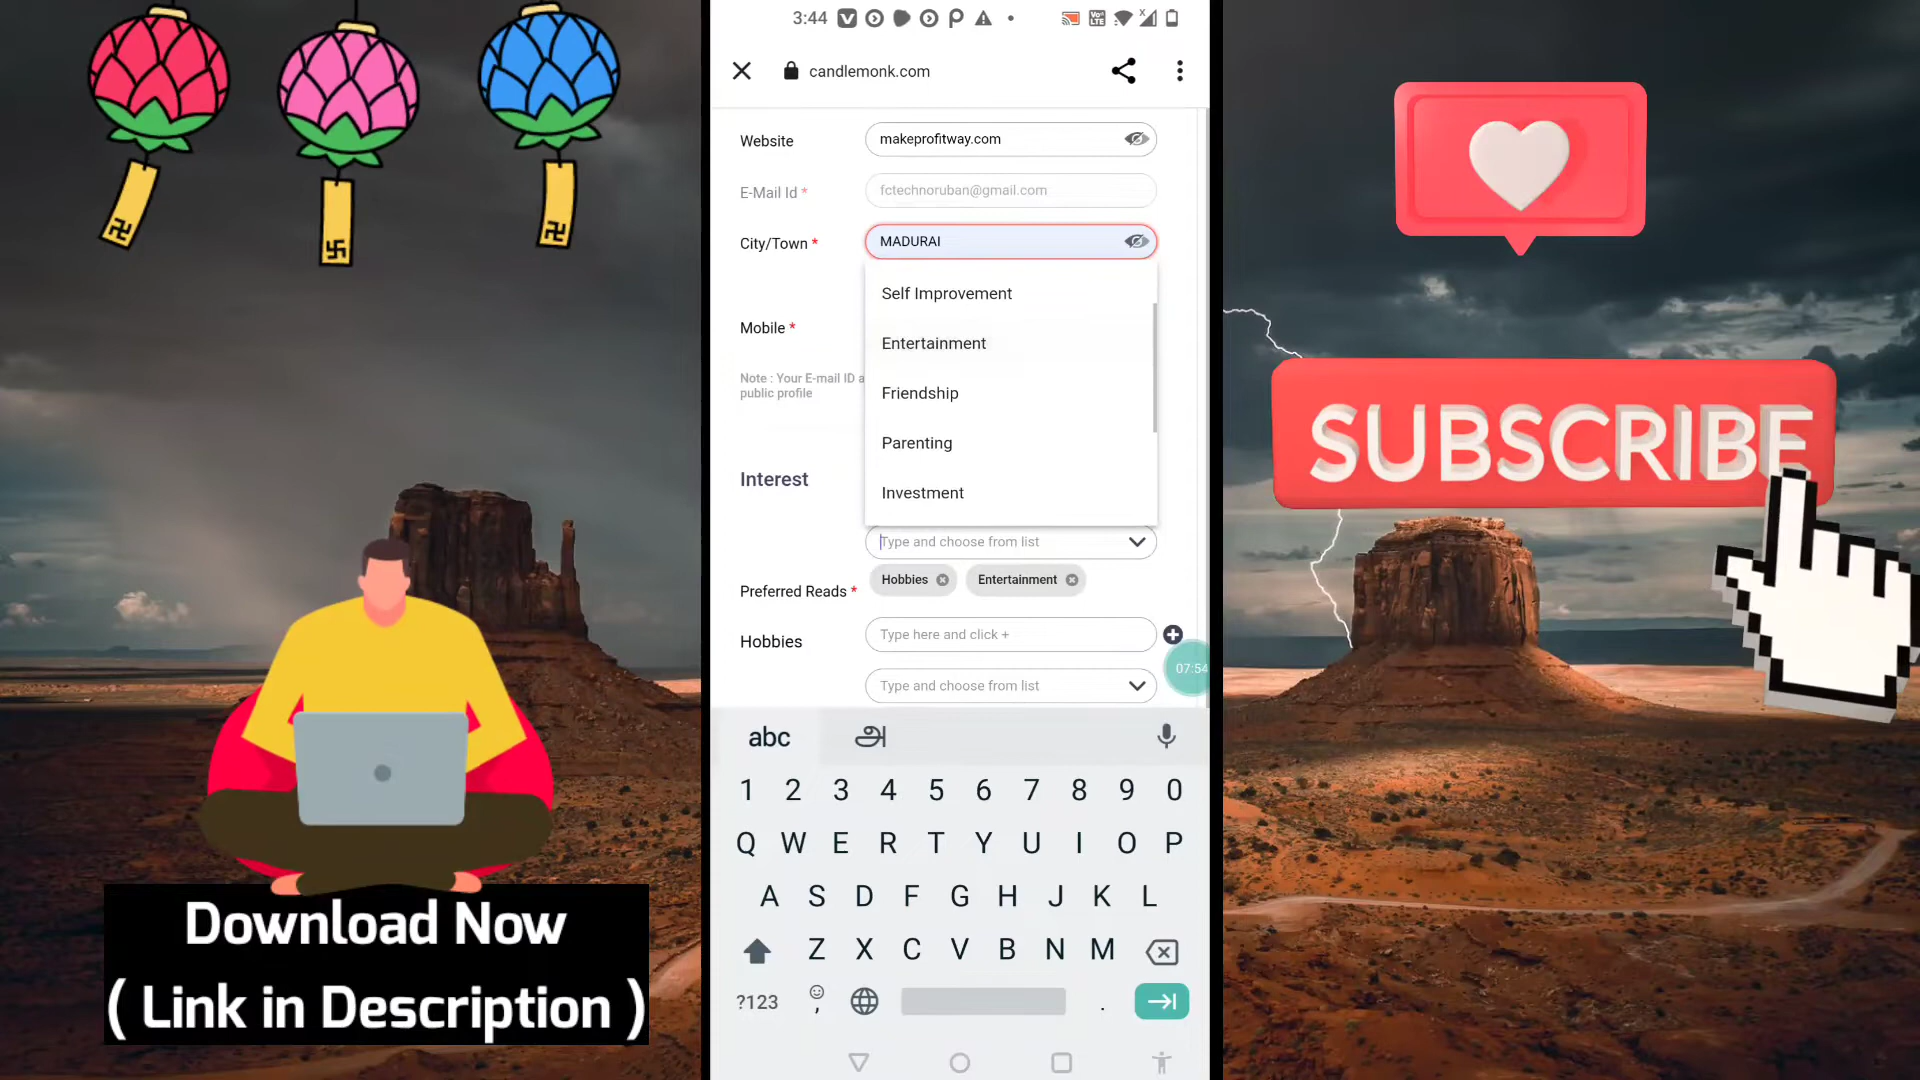 3:44
candlemonk.com
Website
makeprofitway.com
E-Mail Id *
fctechnoruban@gmail.com
City/Town *
MADURAI
Self Improvement
Entertainment
Friendship
Parenting
Investment
Mobile *
Note : Your E-mail ID a
public profile
Interest
Type and choose from list
Preferred Reads *
Hobbies
Entertainment
Hobbies
Type here and click +
Type and choose from list
07:54
abc
அ
1 2 3 4 5 6 7 8 9 0
Q W E R T Y U I O P
A S D F G H J K L
Z X C V B N M
?123 , .
卍
卐
卍
Download Now
( Link in Description )
SUBSCRIBE